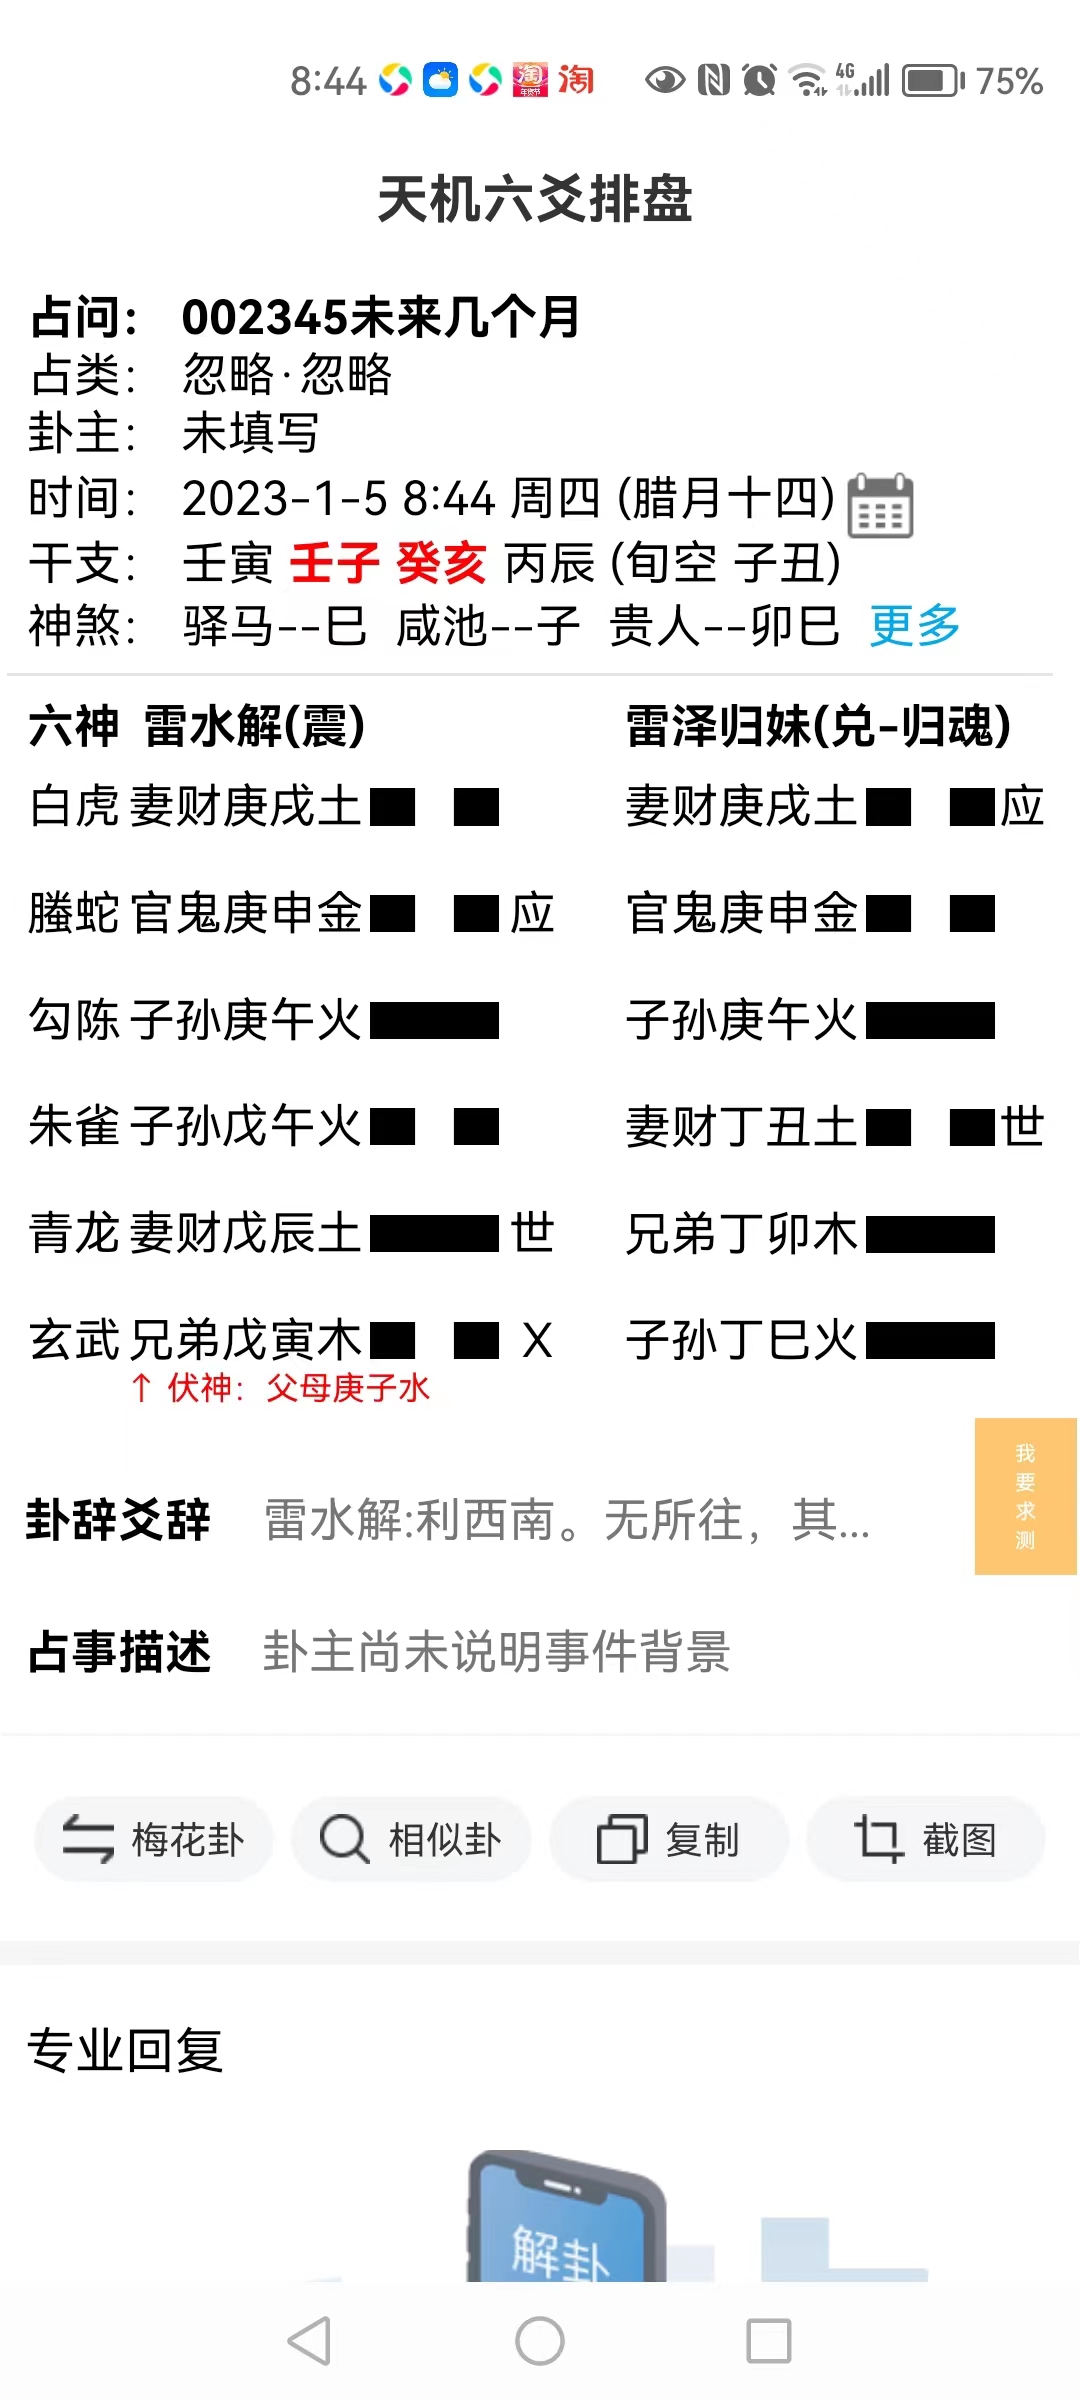 8:44 淘 年货节 淘 4G 75%
天机六爻排盘
占问： 002345未来几个月
占类： 忽略·忽略
卦主： 未填写
时间： 2023-1-5 8:44 周四 (腊月十四)
干支： 壬寅 壬子 癸亥 丙辰 (旬空 子丑)
神煞： 驿马--巳 咸池--子 贵人--卯巳 更多
六神 雷水解(震) 雷泽归妹(兑-归魂)
白虎 妻财庚戌土 妻财庚戌土 应
螣蛇 官鬼庚申金 应 官鬼庚申金
勾陈 子孙庚午火 子孙庚午火
朱雀 子孙戊午火 妻财丁丑土 世
青龙 妻财戊辰土 世 兄弟丁卯木
玄武 兄弟戊寅木 X 子孙丁巳火
↑ 伏神：父母庚子水
我要求测
卦辞爻辞 雷水解:利西南。无所往，其...
占事描述 卦主尚未说明事件背景
梅花卦 相似卦 复制 截图
专业回复
解卦